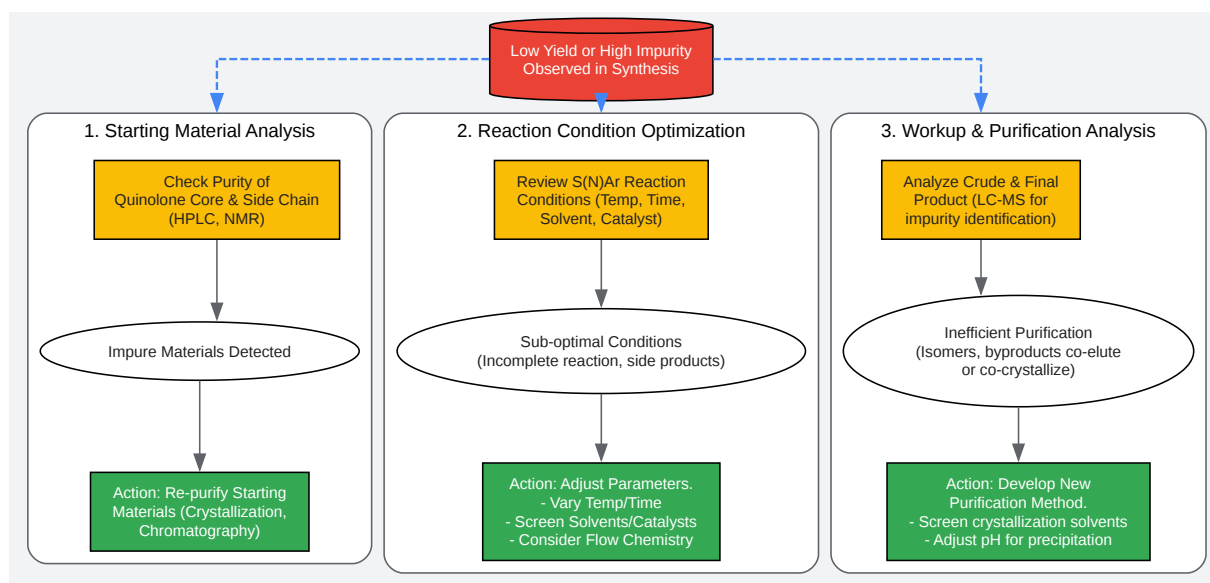 Low Yield or High Impurity
Observed in Synthesis
1. Starting Material Analysis
Check Purity of
Quinolone Core & Side Chain
(HPLC, NMR)
Impure Materials Detected
Action: Re-purify Starting
Materials (Crystallization,
Chromatography)
2. Reaction Condition Optimization
Review S(N)Ar Reaction
Conditions (Temp, Time,
Solvent, Catalyst)
Sub-optimal Conditions
(Incomplete reaction, side products)
Action: Adjust Parameters.
- Vary Temp/Time
- Screen Solvents/Catalysts
- Consider Flow Chemistry
3. Workup & Purification Analysis
Analyze Crude & Final
Product (LC-MS for
impurity identification)
Inefficient Purification
(Isomers, byproducts co-elute
or co-crystallize)
Action: Develop New
Purification Method.
- Screen crystallization solvents
- Adjust pH for precipitation